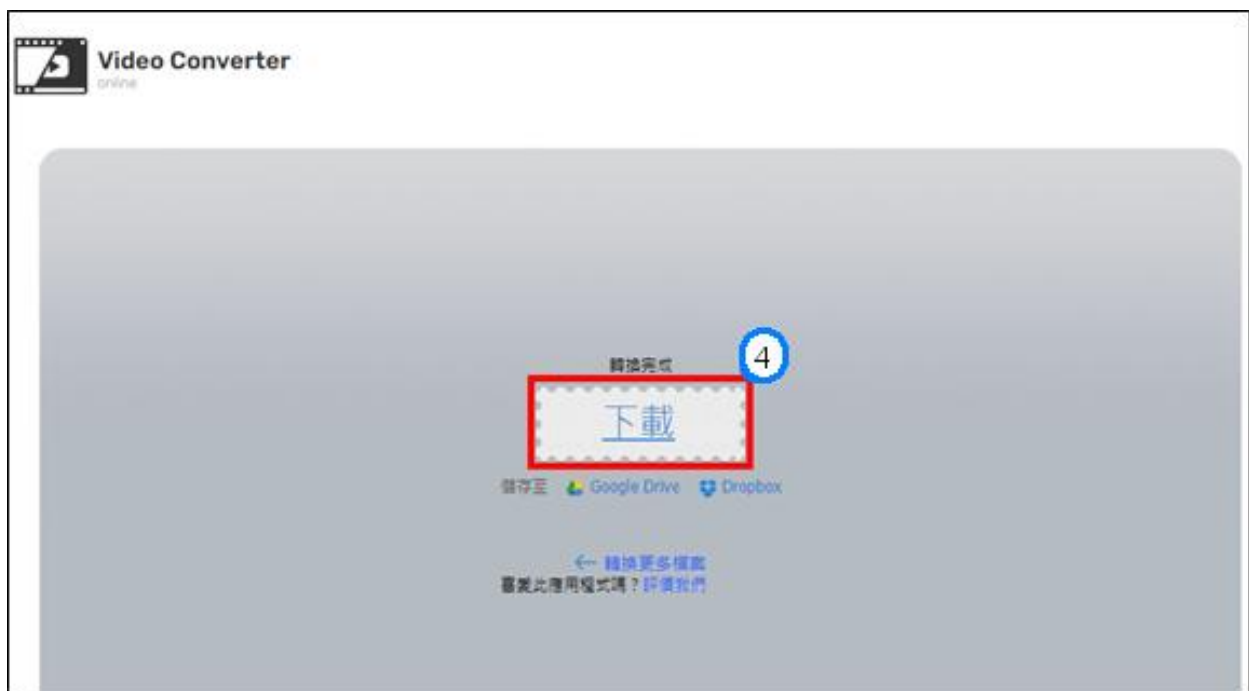 Video Converter
online
轉換完成
4
下載
儲存至 Google Drive Dropbox
← 轉換更多檔案
喜愛此應用程式嗎？評價我們